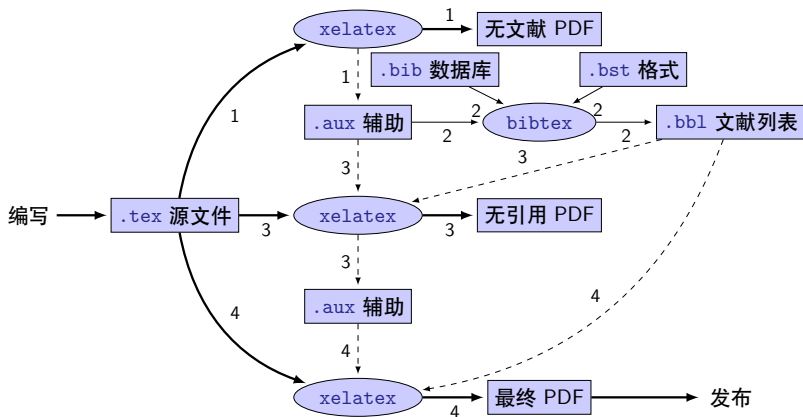 xelatex
1
无文献 PDF
1
.bib 数据库
.bst 格式
1
.aux 辅助
2
2
bibtex
2
2
.bbl 文献列表
3
3
编写
.tex 源文件
3
xelatex
3
无引用 PDF
3
4
.aux 辅助
4
4
xelatex
4
最终 PDF
发布